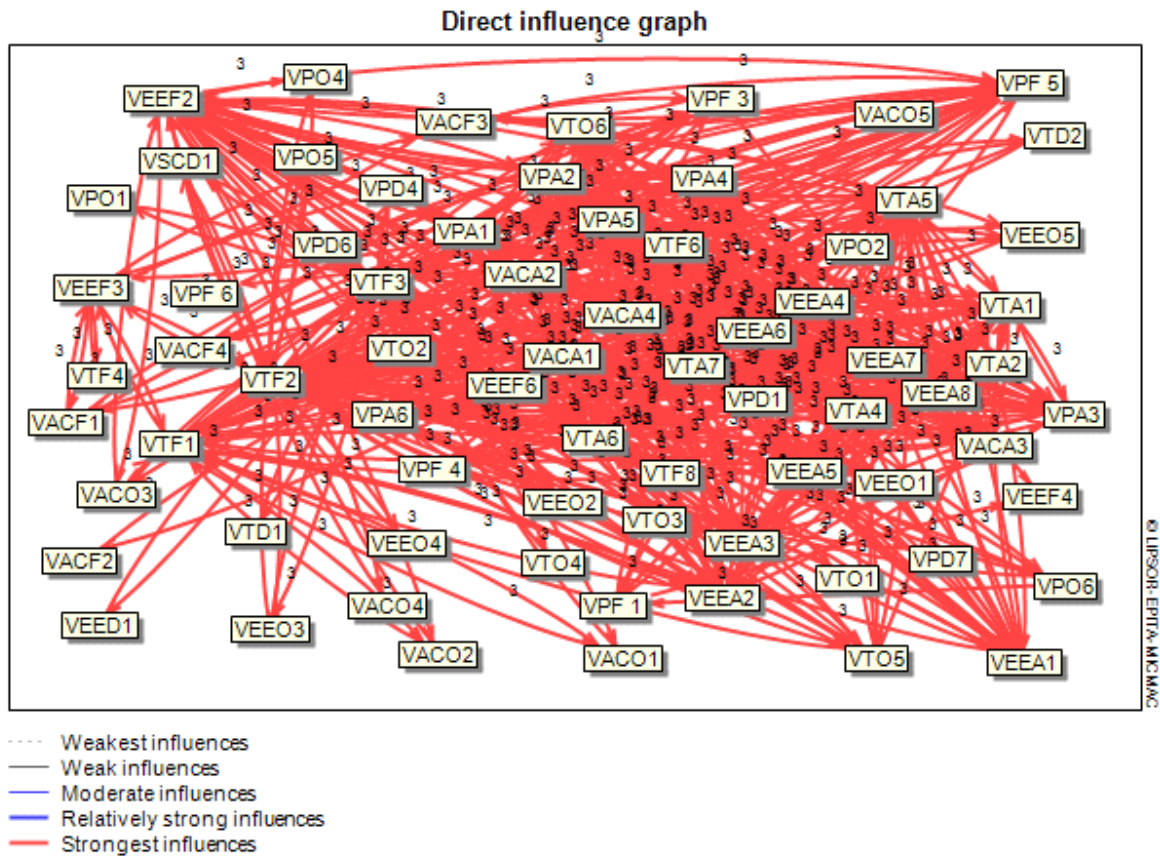 Direct influence graph
VPO4
VEEF2
VPF 5
VPF 3
VACF3
VTO6
VACO5
VTD2
VSCD1
VPO5
VPA2
VPA4
VPD4
VPO1
VTA5
VPA1
VPA5
VPD6
VTF6
VPO2
VEEO5
VTF3
VACA2
VEEF3
VPF 6
VEEA4
VTA1
VACA4
VEEA6
VACF4
VTO2
VACA1
VTA7
VEEA7
VTA2
VTF4
VTF2
VEEF6
VPD1
VEEA8
VACF1
VPA6
VTA4
VPA3
VTF1
VTA6
VACA3
VPF 4
VTF8
VEEA5
VEEO1
VACO3
VEEO2
VEEF4
VTO3
VTD1
VEEO4
VEEA3
VACF2
VTO4
VPD7
VTO1
VPO6
VEEA2
VACO4
VPF 1
VEED1
VEEO3
VACO2
VACO1
VTO5
VEEA1
© LIPSOR-EPITA-MICMAC
Weakest influences
Weak influences
Moderate influences
Relatively strong influences
Strongest influences